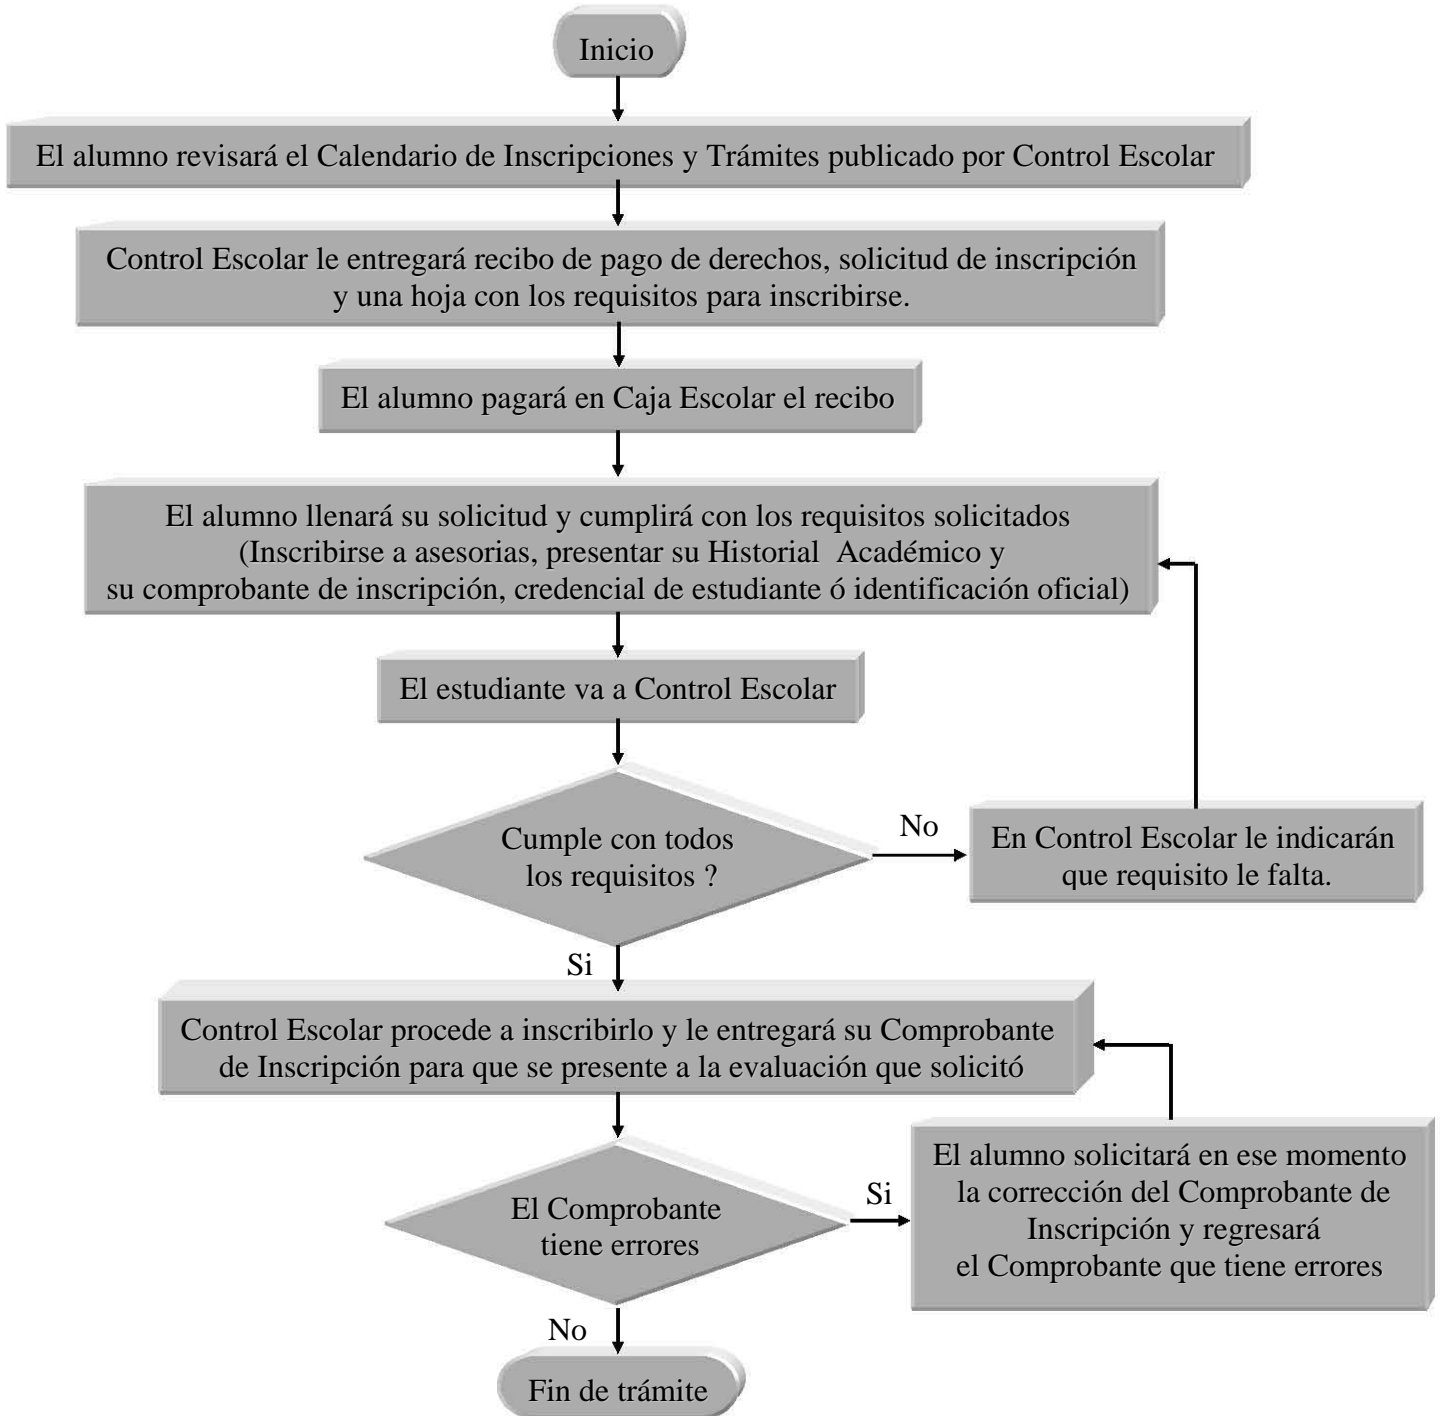 Inicio
El alumno revisará el Calendario de Inscripciones y Trámites publicado por Control Escolar
Control Escolar le entregará recibo de pago de derechos, solicitud de inscripción
y una hoja con los requisitos para inscribirse.
El alumno pagará en Caja Escolar el recibo
El alumno llenará su solicitud y cumplirá con los requisitos solicitados
(Inscribirse a asesorias, presentar su Historial Académico y
su comprobante de inscripción, credencial de estudiante ó identificación oficial)
El estudiante va a Control Escolar
Cumple con todos
los requisitos ?
No
En Control Escolar le indicarán
que requisito le falta.
Si
Control Escolar procede a inscribirlo y le entregará su Comprobante
de Inscripción para que se presente a la evaluación que solicitó
El Comprobante
tiene errores
Si
El alumno solicitará en ese momento
la corrección del Comprobante de
Inscripción y regresará
el Comprobante que tiene errores
No
Fin de trámite